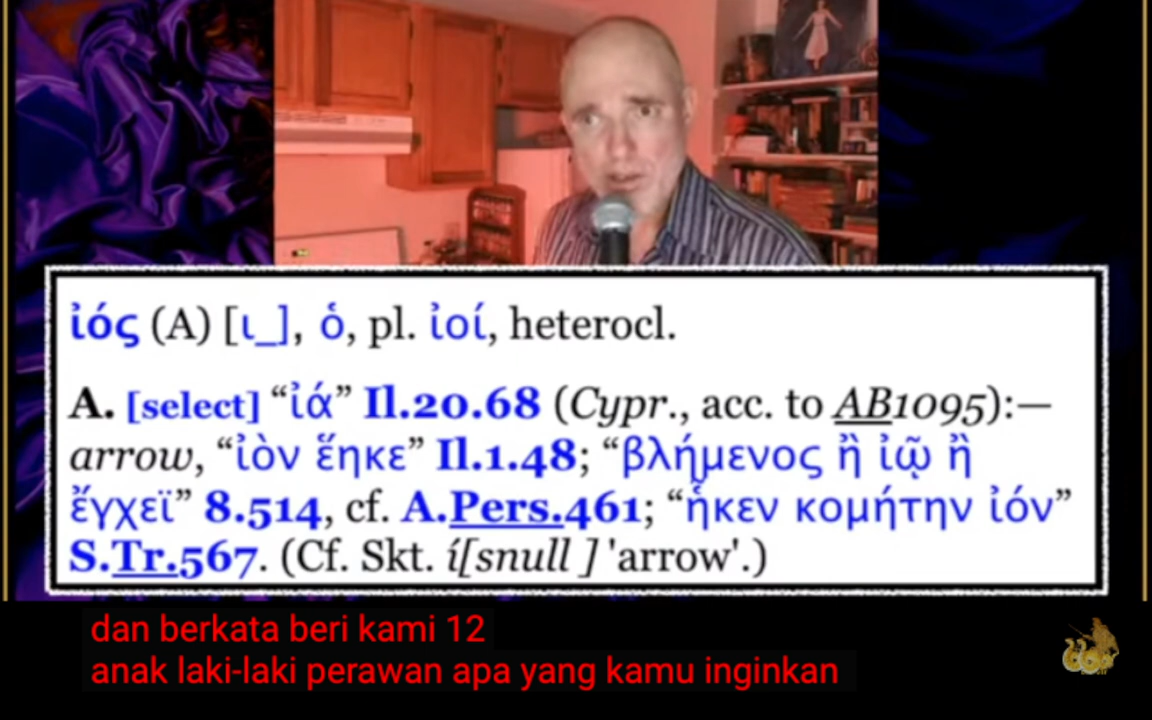 ἰός (A) [ι_], ὁ, pl. ἰοί, heterocl.
A. [select] “ἰά” Il.20.68 (Cypr., acc. to AB1095):—
arrow, “ἰὸν ἕηκε” Il.1.48; “βλήμενος ἢ ἰῷ ἢ
ἔγχεϊ” 8.514, cf. A.Pers.461; “ἧκεν κομήτην ἰόν”
S.Tr.567. (Cf. Skt. í[snull ] 'arrow'.)
dan berkata beri kami 12
anak laki-laki perawan apa yang kamu inginkan